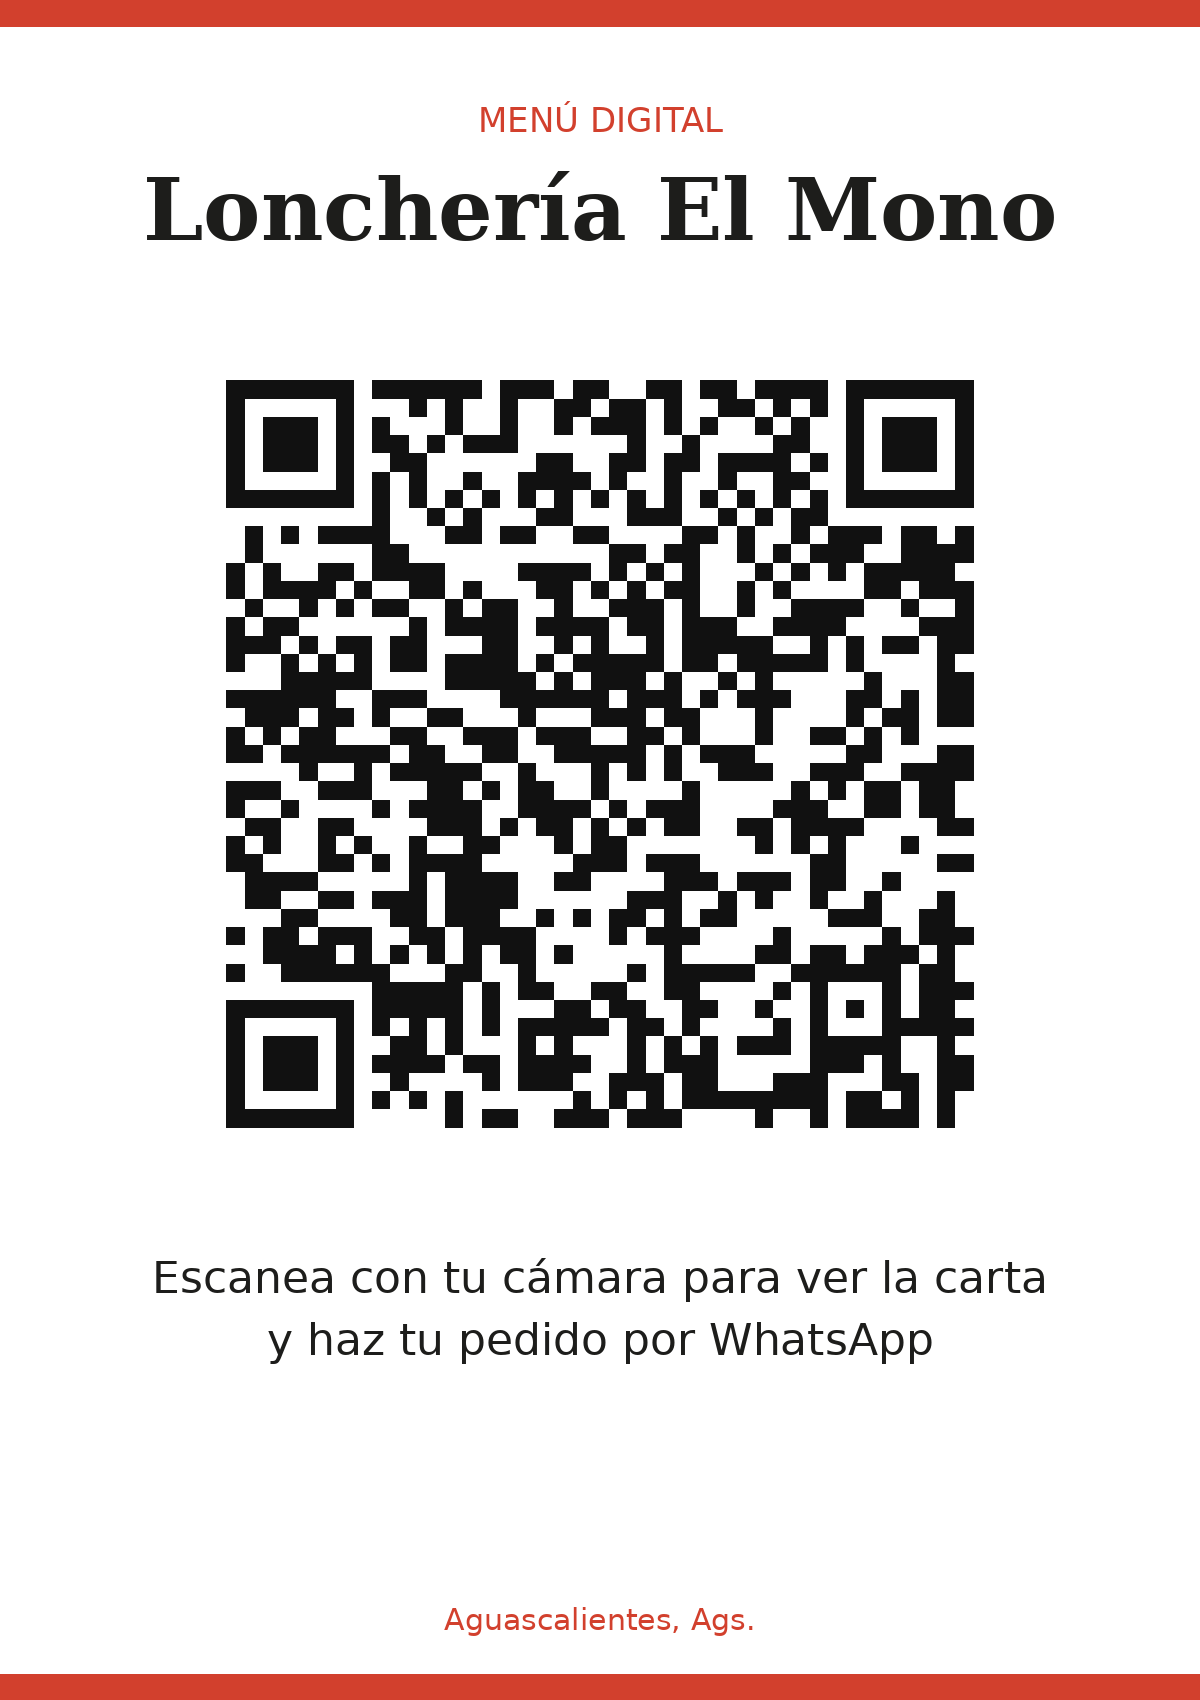 MENÚ DIGITAL
Lonchería El Mono
Escanea con tu cámara para ver la carta
y haz tu pedido por WhatsApp
Aguascalientes, Ags.